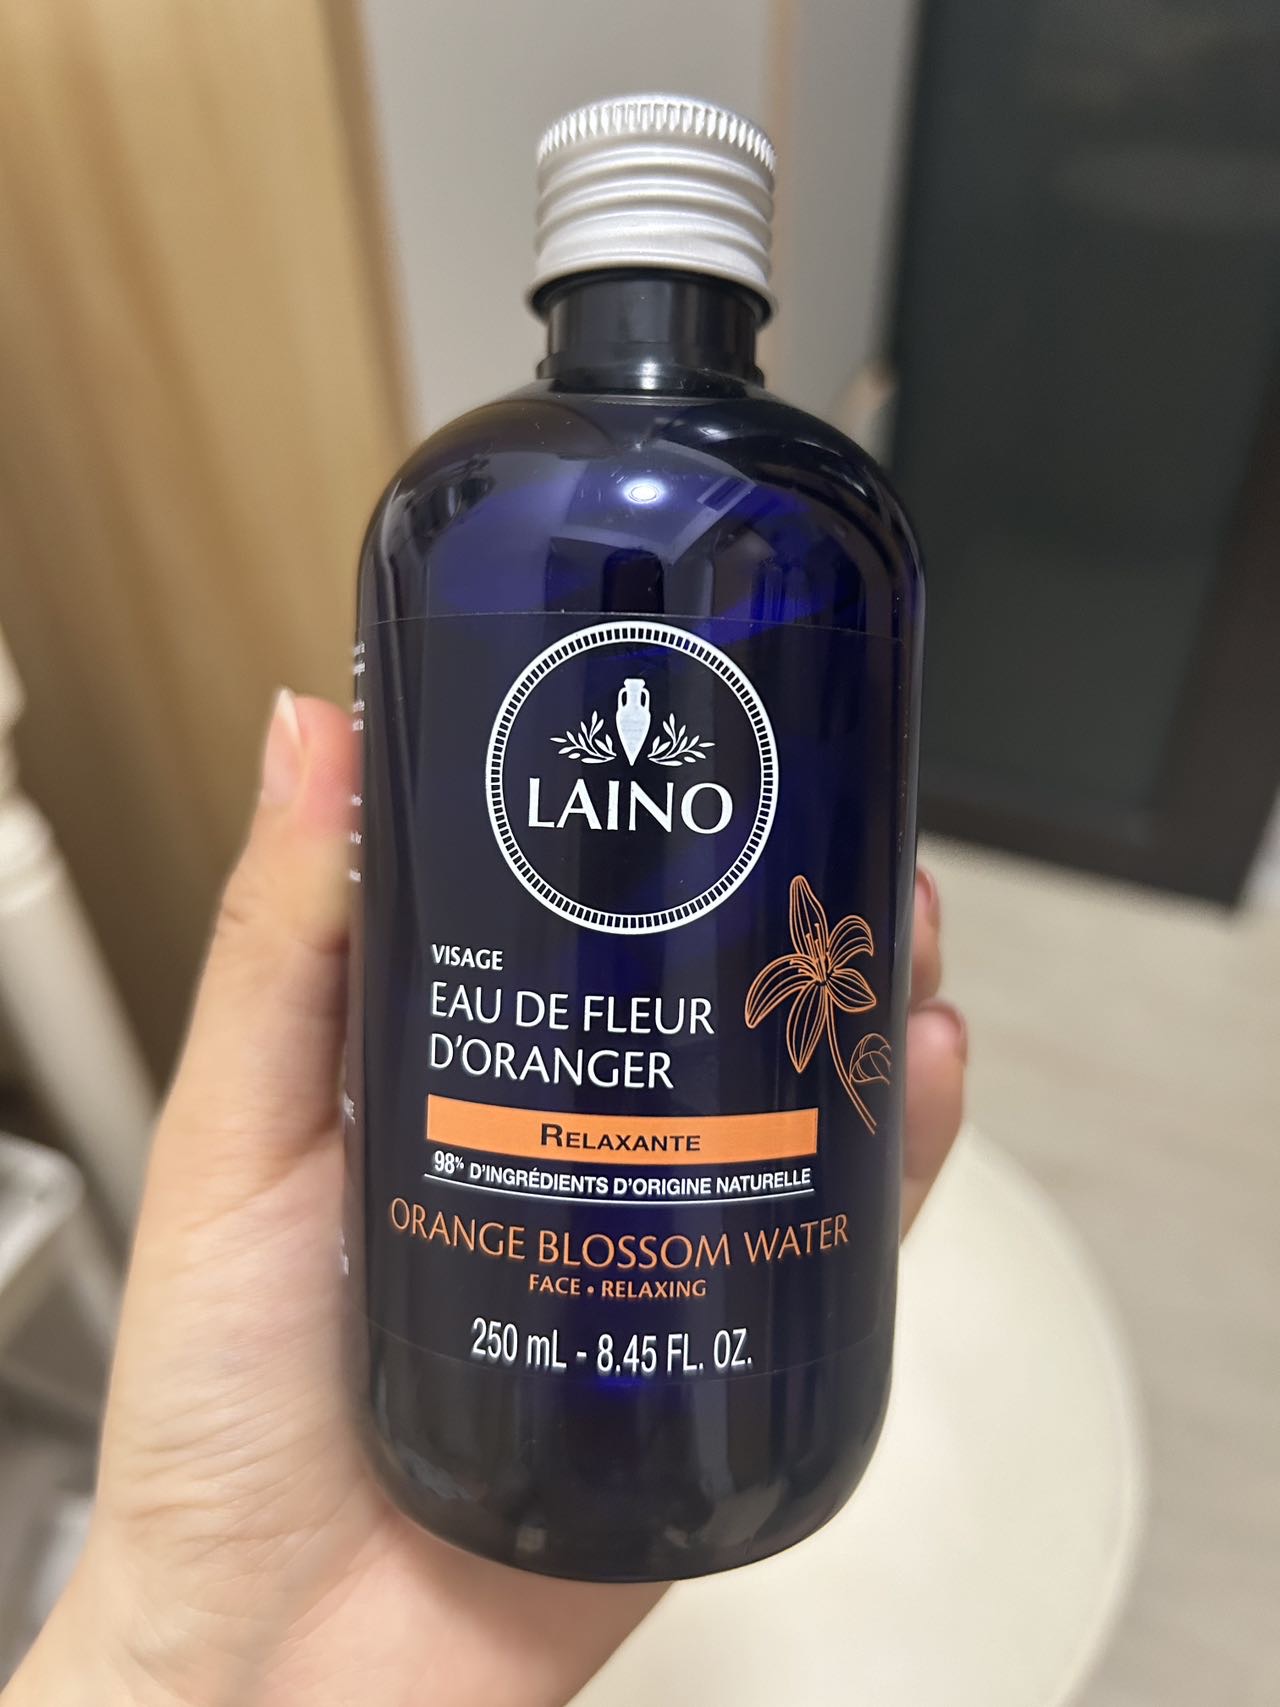 LAINO
VISAGE
EAU DE FLEUR
D'ORANGER
RELAXANTE
98% D'INGRÉDIENTS D'ORIGINE NATURELLE
ORANGE BLOSSOM WATER
FACE • RELAXING
250 mL - 8.45 FL. OZ.